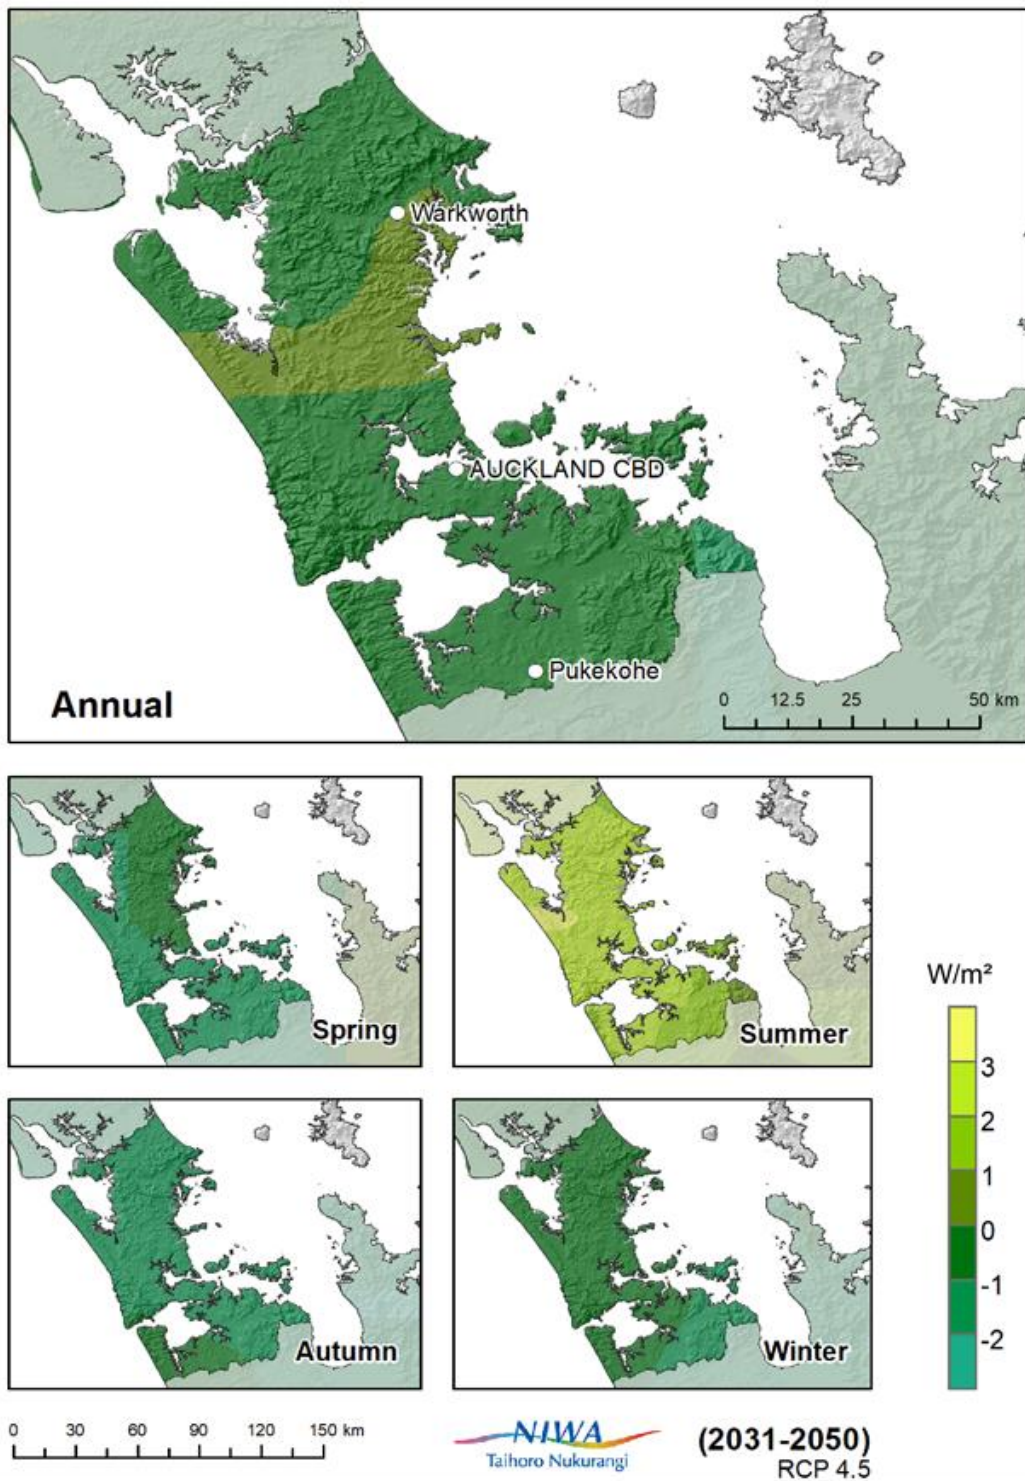 Warkworth
AUCKLAND CBD
Pukekohe
Annual
0 12.5 25 50 km
Spring
Summer
W/m²
3
2
1
0
-1
-2
Autumn
Winter
0 30 60 90 120 150 km
NIWA
Taihoro Nukurangi
(2031-2050)
RCP 4.5